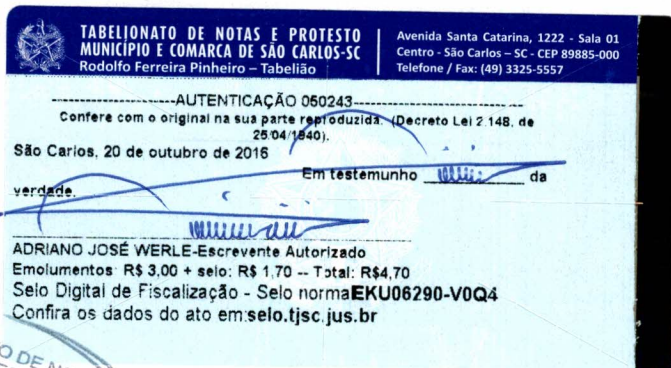 TABELIONATO DE NOTAS E PROTESTO
MUNICÍPIO E COMARCA DE SÃO CARLOS-SC
Rodolfo Ferreira Pinheiro – Tabelião
Avenida Santa Catarina, 1222 - Sala 01
Centro - São Carlos – SC - CEP 89885-000
Telefone / Fax: (49) 3325-5557
--------------------AUTENTICAÇÃO 050243---------------------------
Confere com o original na sua parte reproduzida. (Decreto Lei 2.148, de
25/04/1940).
São Carlos, 20 de outubro de 2016
Em testemunho ________ da
verdade.
ADRIANO JOSÉ WERLE-Escrevente Autorizado
Emolumentos: R$ 3,00 + selo: R$ 1,70 -- Total: R$4,70
Selo Digital de Fiscalização - Selo normaEKU06290-V0Q4
Confira os dados do ato em:selo.tjsc.jus.br
O DE